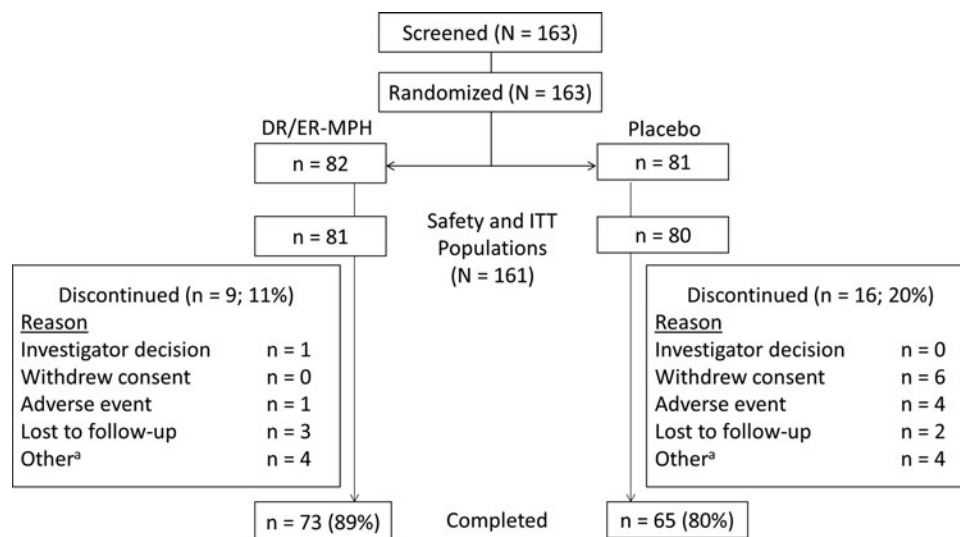 Screened (N = 163)
Randomized (N = 163)
DR/ER-MPH
Placebo
n = 82
n = 81
Safety and ITT
Populations
(N = 161)
n = 81
n = 80
Discontinued (n = 9; 11%)
Reason
Investigator decision n = 1
Withdrew consent n = 0
Adverse event n = 1
Lost to follow-up n = 3
Otherᵃ n = 4
Discontinued (n = 16; 20%)
Reason
Investigator decision n = 0
Withdrew consent n = 6
Adverse event n = 4
Lost to follow-up n = 2
Otherᵃ n = 4
n = 73 (89%)
Completed
n = 65 (80%)